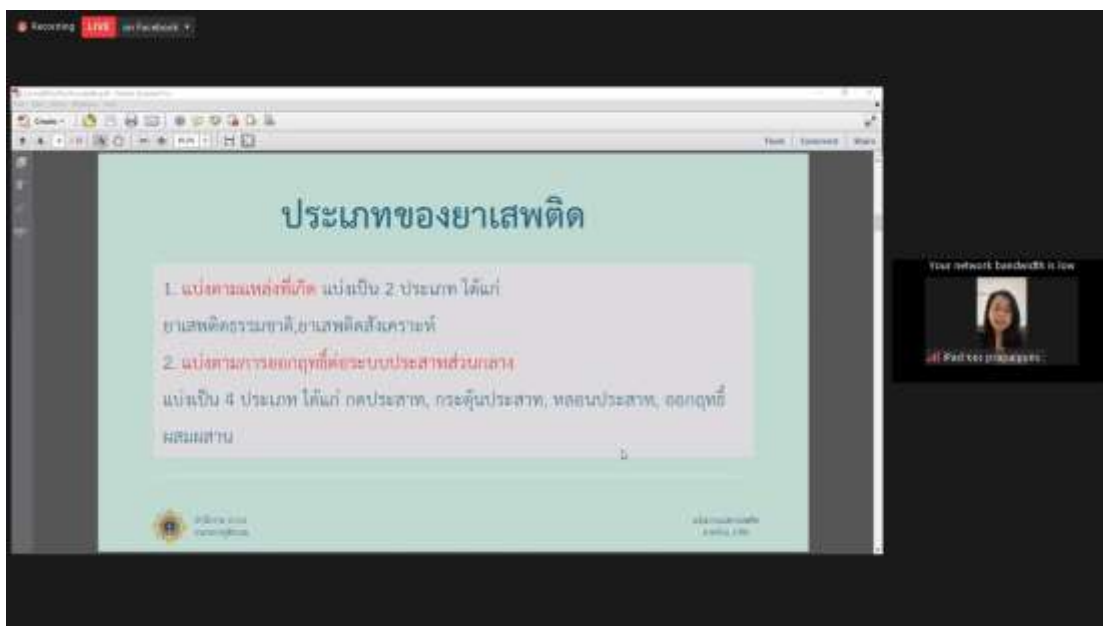 Recording LIVE on Facebook
Create
Tools Comment Share
ประเภทของยาเสพติด
1. แบ่งตามแหล่งที่เกิด แบ่งเป็น 2 ประเภท ได้แก่
ยาเสพติดธรรมชาติ,ยาเสพติดสังเคราะห์
2. แบ่งตามการออกฤทธิ์ต่อระบบประสาทส่วนกลาง
แบ่งเป็น 4 ประเภท ได้แก่ กดประสาท, กระตุ้นประสาท, หลอนประสาท, ออกฤทธิ์
ผสมผสาน
Your network bandwidth is low